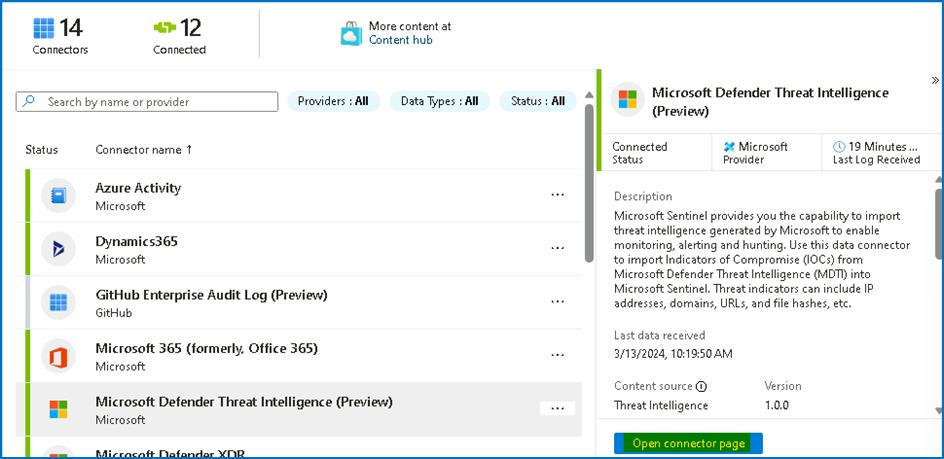 14
Connectors
12
Connected
More content at
Content hub
Search by name or provider
Providers : All
Data Types : All
Status : All
Status
Connector name ↑
Azure Activity
Microsoft
Dynamics365
Microsoft
GitHub Enterprise Audit Log (Preview)
GitHub
Microsoft 365 (formerly, Office 365)
Microsoft
Microsoft Defender Threat Intelligence (Preview)
Microsoft
Microsoft Defender XDR
»
Microsoft Defender Threat Intelligence
(Preview)
Connected
Status
Microsoft
Provider
19 Minutes ...
Last Log Received
Description
Microsoft Sentinel provides you the capability to import
threat intelligence generated by Microsoft to enable
monitoring, alerting and hunting. Use this data connector
to import Indicators of Compromise (IOCs) from
Microsoft Defender Threat Intelligence (MDTI) into
Microsoft Sentinel. Threat indicators can include IP
addresses, domains, URLs, and file hashes, etc.
Last data received
3/13/2024, 10:19:50 AM
Content source
Threat Intelligence
Version
1.0.0
Open connector page